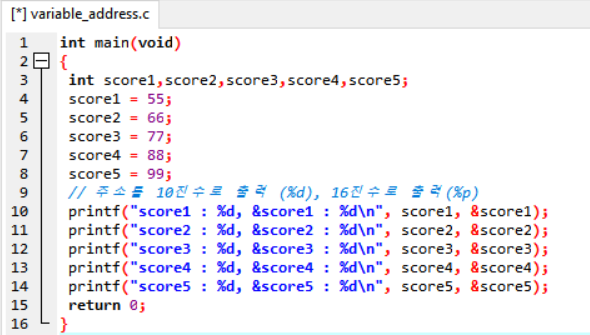 [*] variable_address.c
1 int main(void)
2 {
3 int score1,score2,score3,score4,score5;
4 score1 = 55;
5 score2 = 66;
6 score3 = 77;
7 score4 = 88;
8 score5 = 99;
9 // 주소를 10진수로 출력 (%d), 16진수로 출력(%p)
10 printf("score1 : %d, &score1 : %d\n", score1, &score1);
11 printf("score2 : %d, &score2 : %d\n", score2, &score2);
12 printf("score3 : %d, &score3 : %d\n", score3, &score3);
13 printf("score4 : %d, &score4 : %d\n", score4, &score4);
14 printf("score5 : %d, &score5 : %d\n", score5, &score5);
15 return 0;
16 }